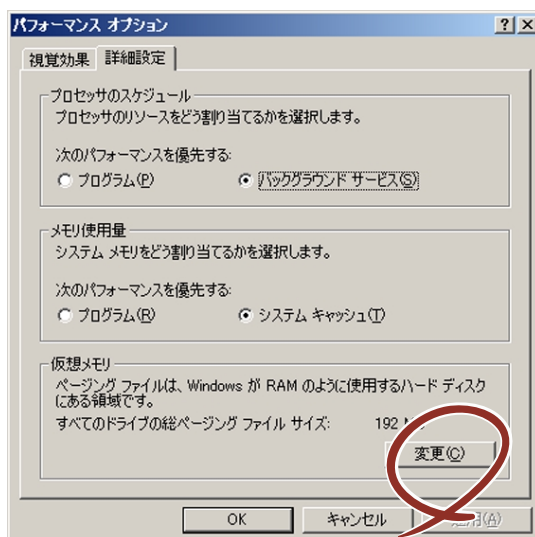 パフォーマンス オプション
視覚効果 詳細設定
プロセッサのスケジュール
プロセッサのリソースをどう割り当てるかを選択します。
次のパフォーマンスを優先する:
プログラム(P) バックグラウンド サービス(S)
メモリ使用量
システム メモリをどう割り当てるかを選択します。
次のパフォーマンスを優先する:
プログラム(R) システム キャッシュ(T)
仮想メモリ
ページング ファイルは、Windows が RAM のように使用するハード ディスク
にある領域です。
すべてのドライブの総ページング ファイル サイズ: 192
変更(C)
OK キャンセル 適用(A)